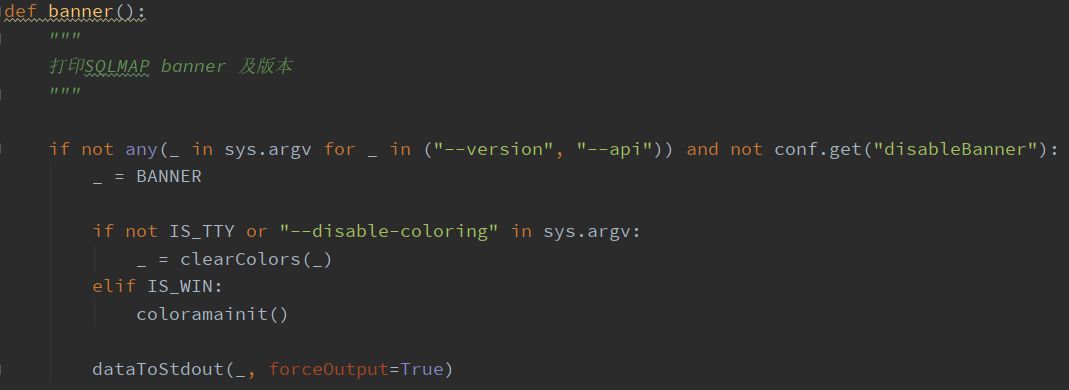 def banner():
    """
    打印SQLMAP banner 及版本
    """
    if not any(_ in sys.argv for _ in ("--version", "--api")) and not conf.get("disableBanner"):
        _ = BANNER
        if not IS_TTY or "--disable-coloring" in sys.argv:
            _ = clearColors(_)
        elif IS_WIN:
            coloramainit()
        dataToStdout(_, forceOutput=True)